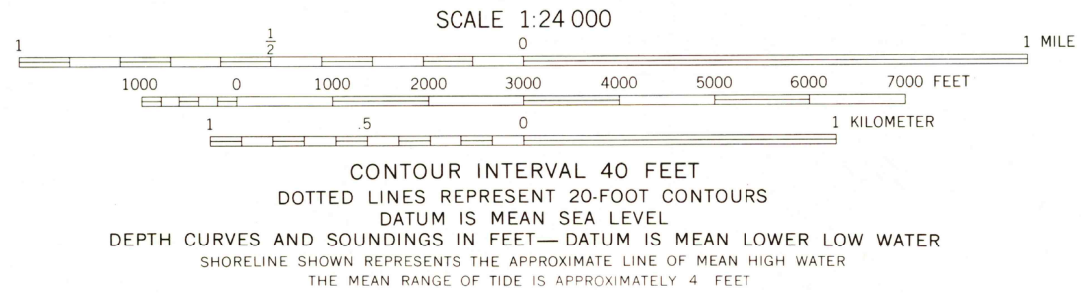 SCALE 1:24 000
1 ½ 0 1 MILE
1000 0 1000 2000 3000 4000 5000 6000 7000 FEET
1 .5 0 1 KILOMETER
CONTOUR INTERVAL 40 FEET
DOTTED LINES REPRESENT 20-FOOT CONTOURS
DATUM IS MEAN SEA LEVEL
DEPTH CURVES AND SOUNDINGS IN FEET—DATUM IS MEAN LOWER LOW WATER
SHORELINE SHOWN REPRESENTS THE APPROXIMATE LINE OF MEAN HIGH WATER
THE MEAN RANGE OF TIDE IS APPROXIMATELY 4 FEET